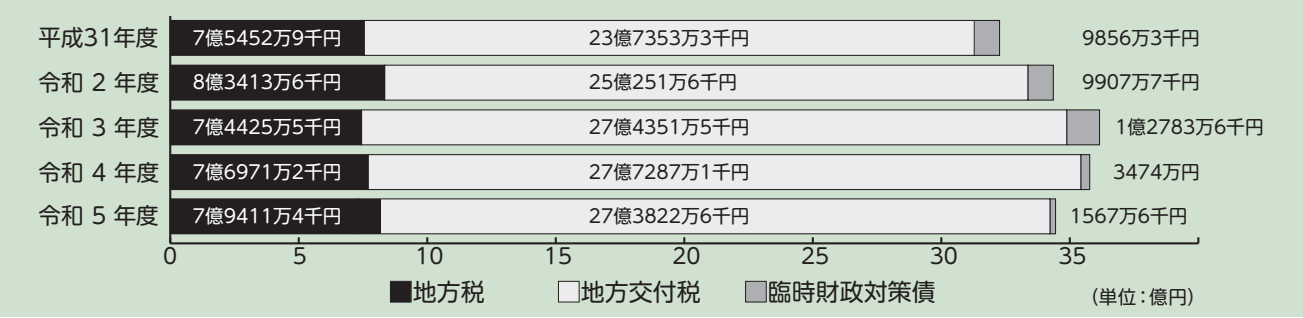 平成31年度 7億5452万9千円 23億7353万3千円 9856万3千円
令和 2 年度 8億3413万6千円 25億251万6千円 9907万7千円
令和 3 年度 7億4425万5千円 27億4351万5千円 1億2783万6千円
令和 4 年度 7億6971万2千円 27億7287万1千円 3474万円
令和 5 年度 7億9411万4千円 27億3822万6千円 1567万6千円
0 5 10 15 20 25 30 35
地方税 地方交付税 臨時財政対策債 (単位:億円)